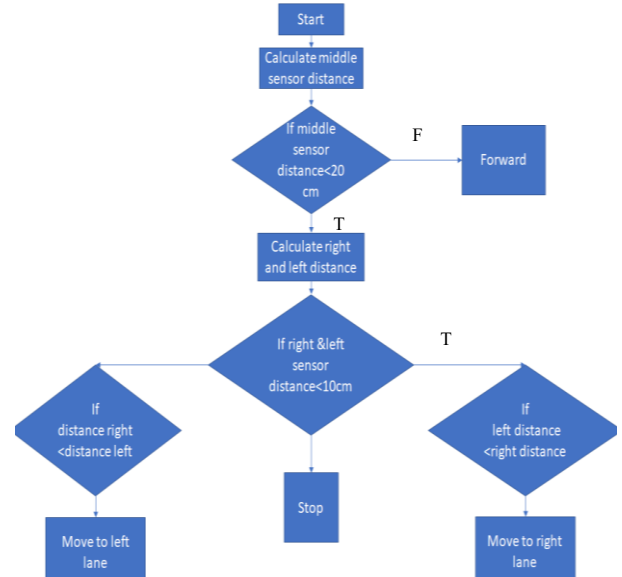 Start
Calculate middle
sensor distance
If middle
sensor
distance<20
cm
F
Forward
T
Calculate right
and left distance
If right &left
sensor
distance<10cm
T
If
distance right
<distance left
If
left distance
<right distance
Stop
Move to left
lane
Move to right
lane